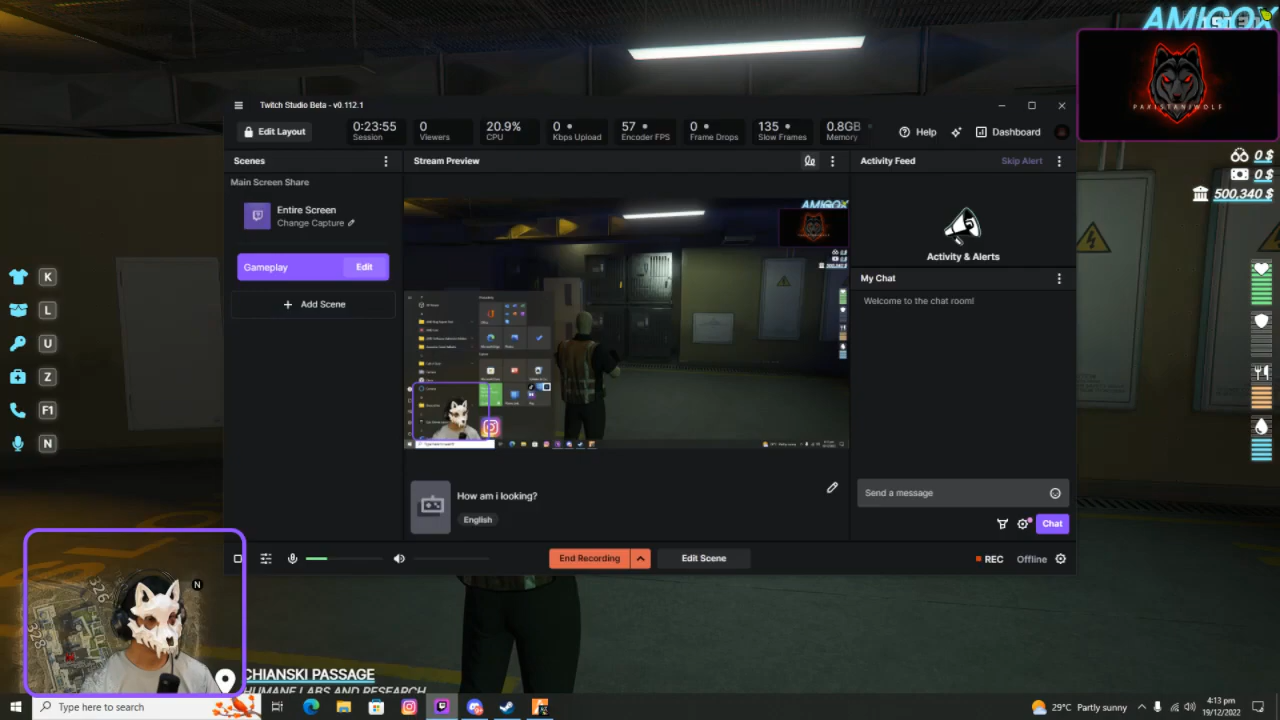 AMIGOX
PAKISTANIWOLF
Twitch Studio Beta - v0.112.1
Edit Layout
0:23:55
Session
0
Viewers
20.9%
CPU
0
Kbps Upload
57
Encoder FPS
0
Frame Drops
135
Slow Frames
0.8GB
Memory
Help
Dashboard
Scenes
Stream Preview
Activity Feed
Skip Alert
Main Screen Share
Entire Screen
Change Capture
Gameplay
Edit
Add Scene
AMIGOX
Activity & Alerts
My Chat
Welcome to the chat room!
0 $
0 $
500,340 $
K
L
U
Z
F1
N
How am i looking?
English
Send a message
Chat
End Recording
Edit Scene
REC
Offline
N
326
328
CHIANSKI PASSAGE
HUMANE LABS AND RESEARCH
Type here to search
29°C Partly sunny
4:13 pm
19/12/2022